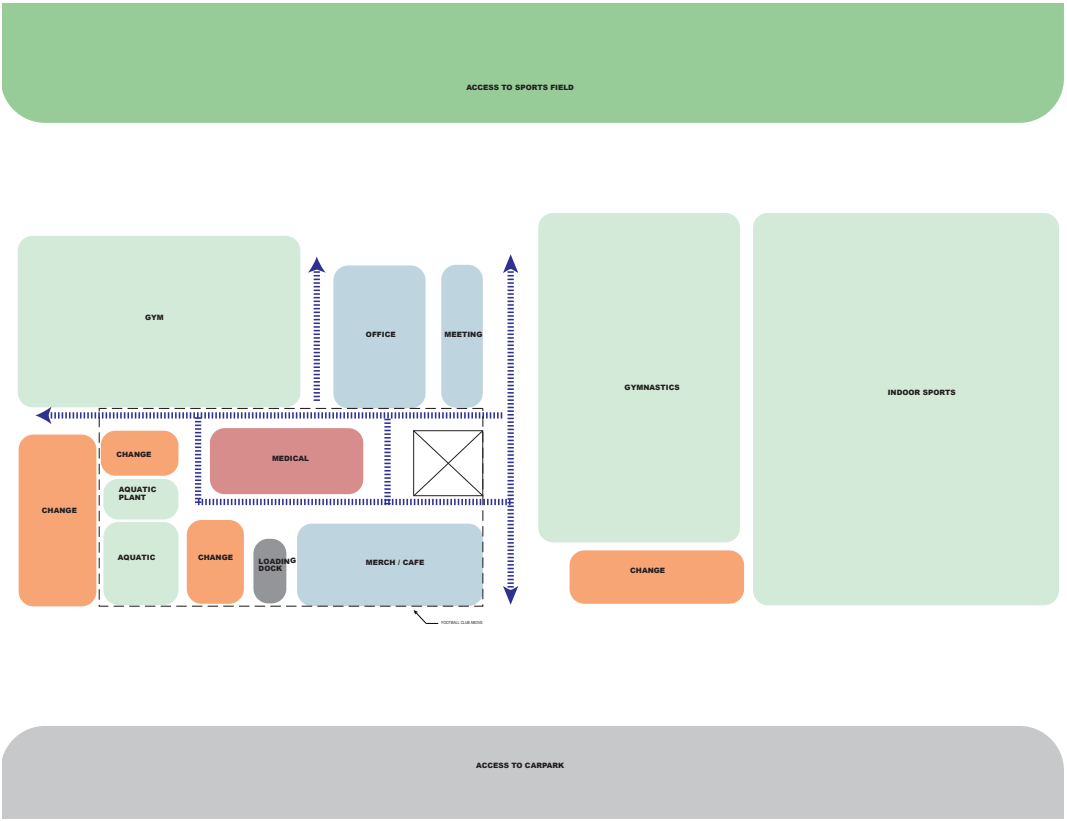 ACCESS TO SPORTS FIELD
GYM
OFFICE
MEETING
GYMNASTICS
INDOOR SPORTS
CHANGE
MEDICAL
AQUATIC
PLANT
CHANGE
AQUATIC
CHANGE
LOADING
DOCK
MERCH / CAFE
CHANGE
FOOTBALL CLUB ABOVE
ACCESS TO CARPARK